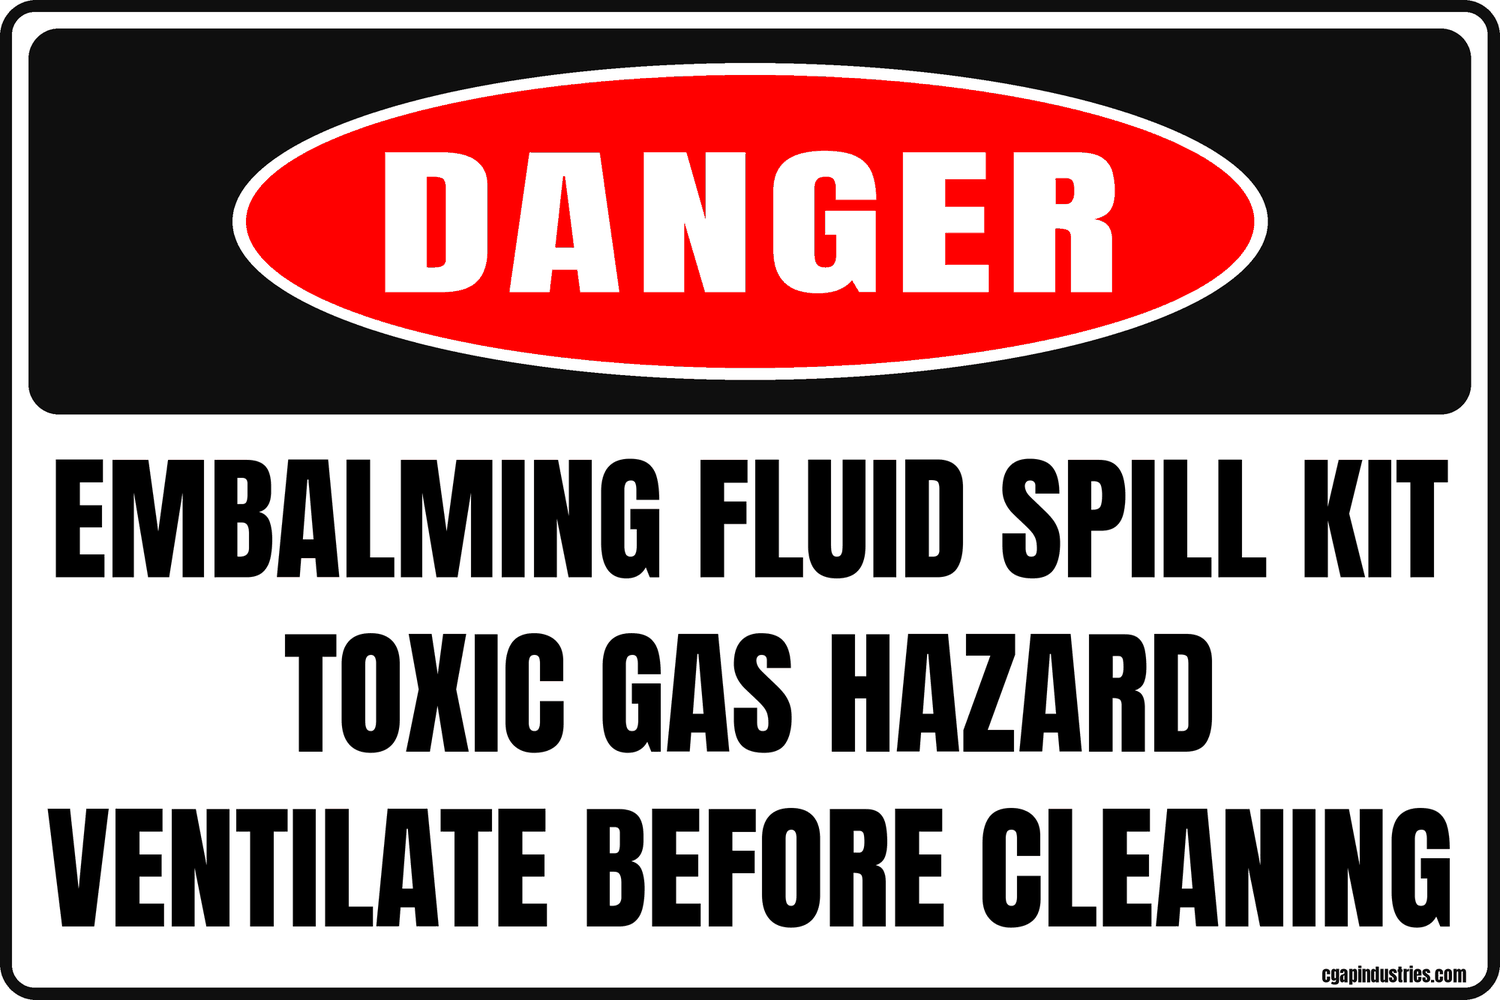 DANGER
EMBALMING FLUID SPILL KIT
TOXIC GAS HAZARD
VENTILATE BEFORE CLEANING
cgapindustries.com